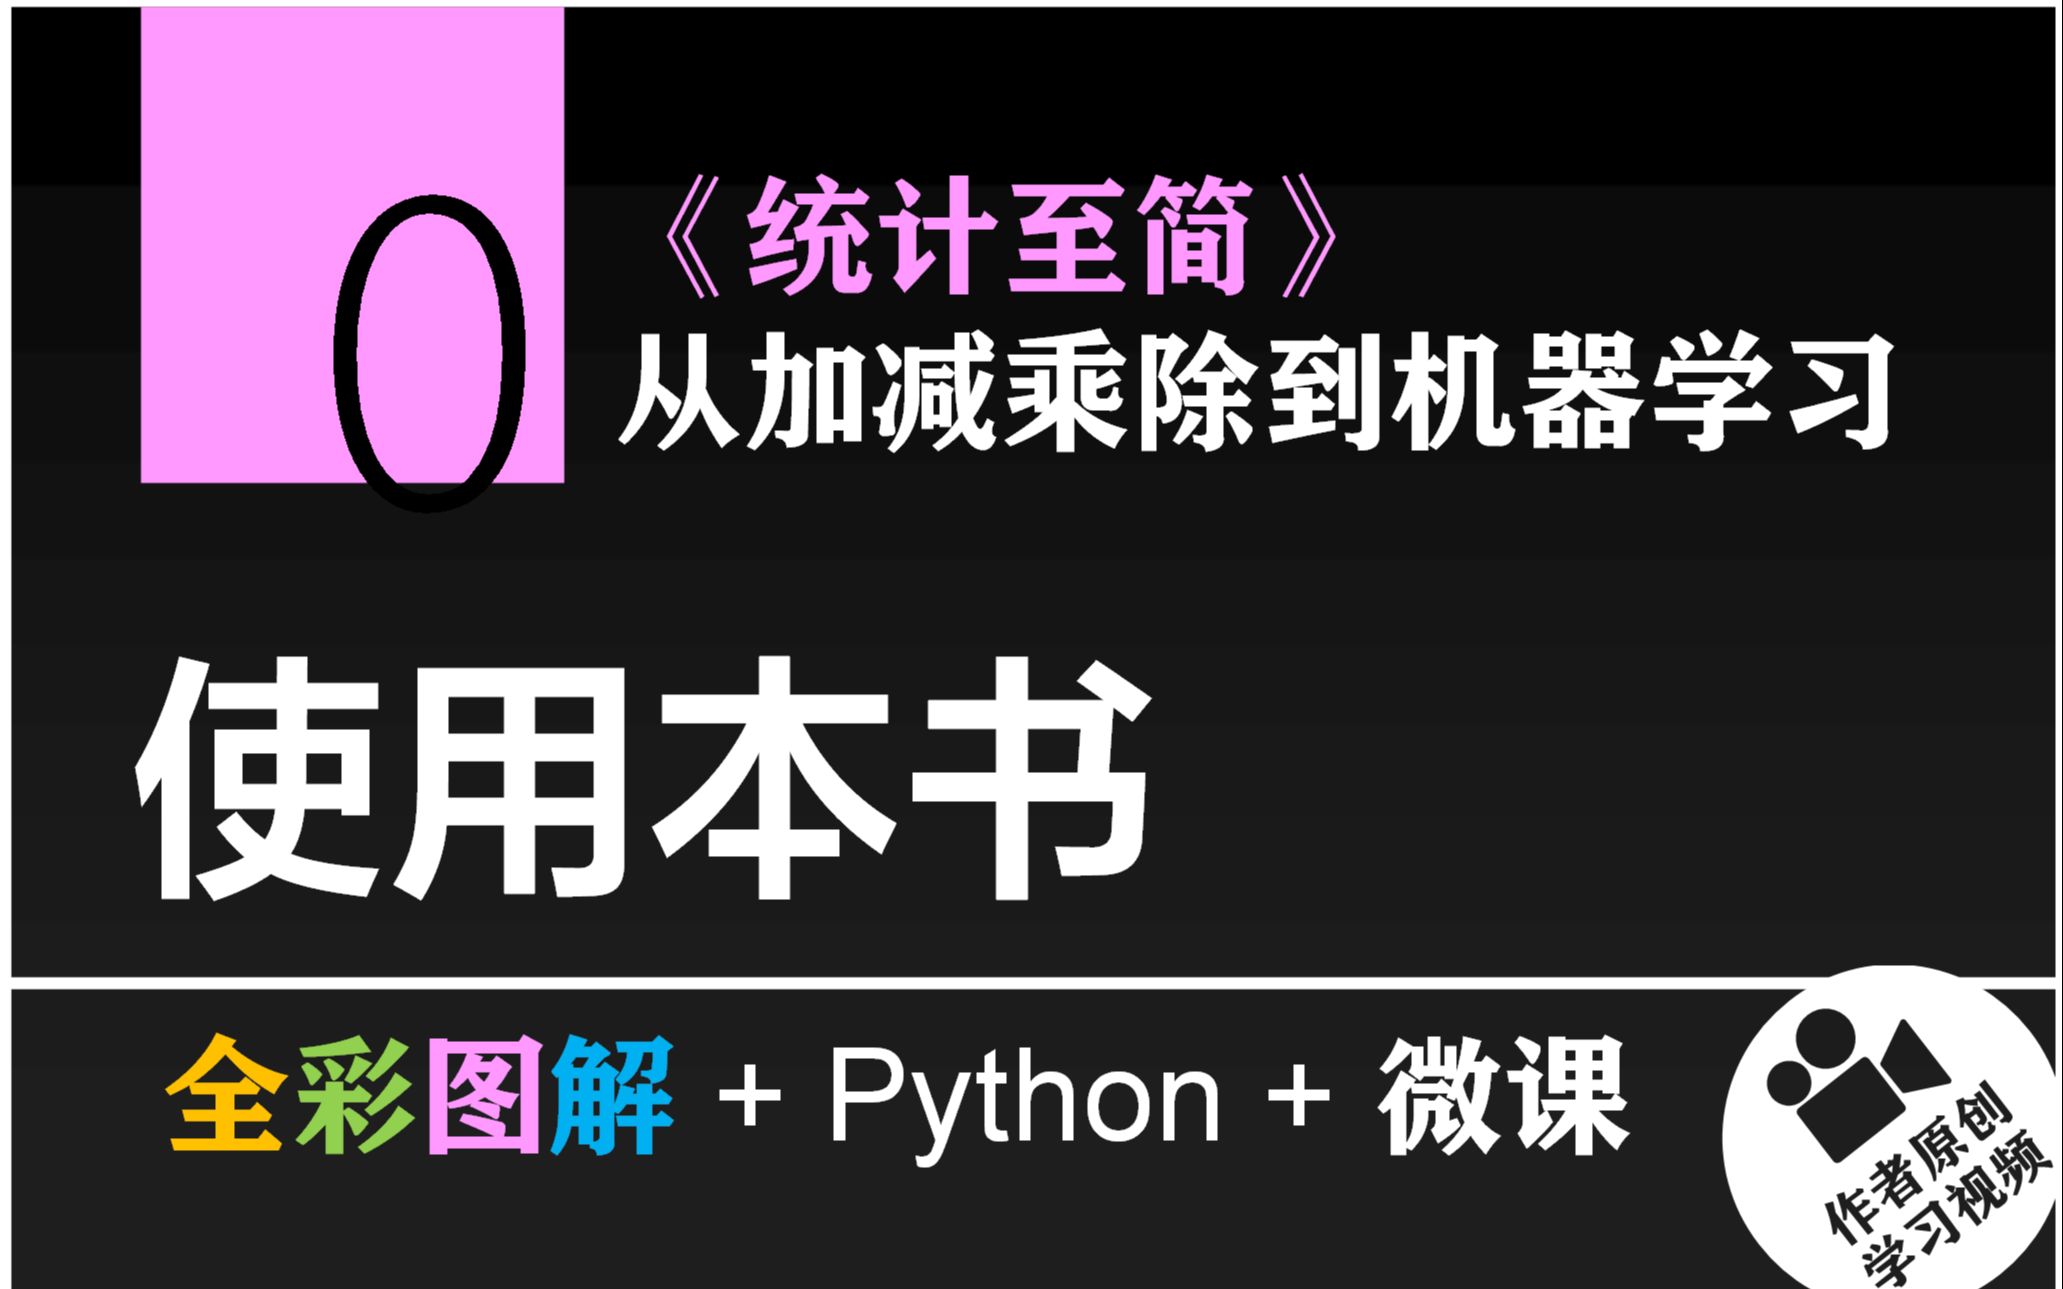 0
《统计至简》
从加减乘除到机器学习
使用本书
全彩图解 + Python + 微课
作者原创
学习视频